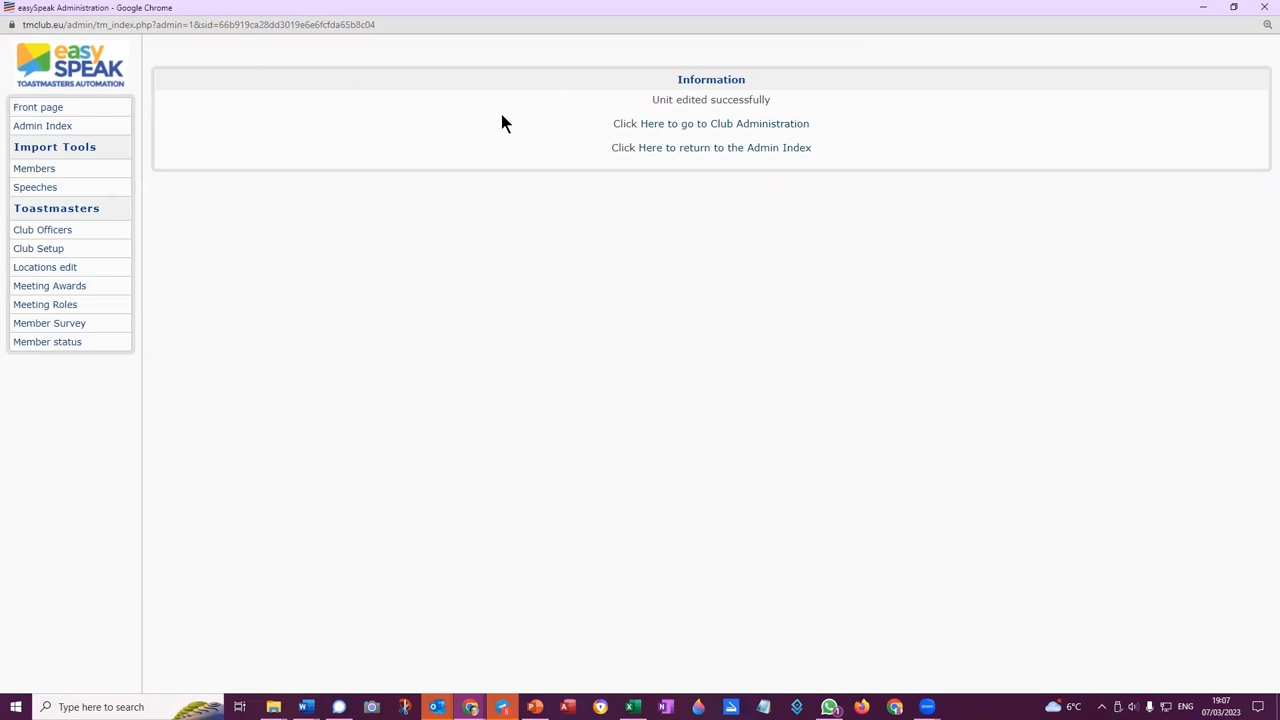 easySpeak Administration - Google Chrome
tmclub.eu/admin/tm_index.php?admin=1&sid=66b919ca28dd3019e6e6fcfda65b8c04
easy
SPEAK
TOASTMASTERS AUTOMATION
Front page
Admin Index
Import Tools
Members
Speeches
Toastmasters
Club Officers
Club Setup
Locations edit
Meeting Awards
Meeting Roles
Member Survey
Member status
Information
Unit edited successfully
Click Here to go to Club Administration
Click Here to return to the Admin Index
Type here to search
6°C
ENG
19:07
07/03/2023